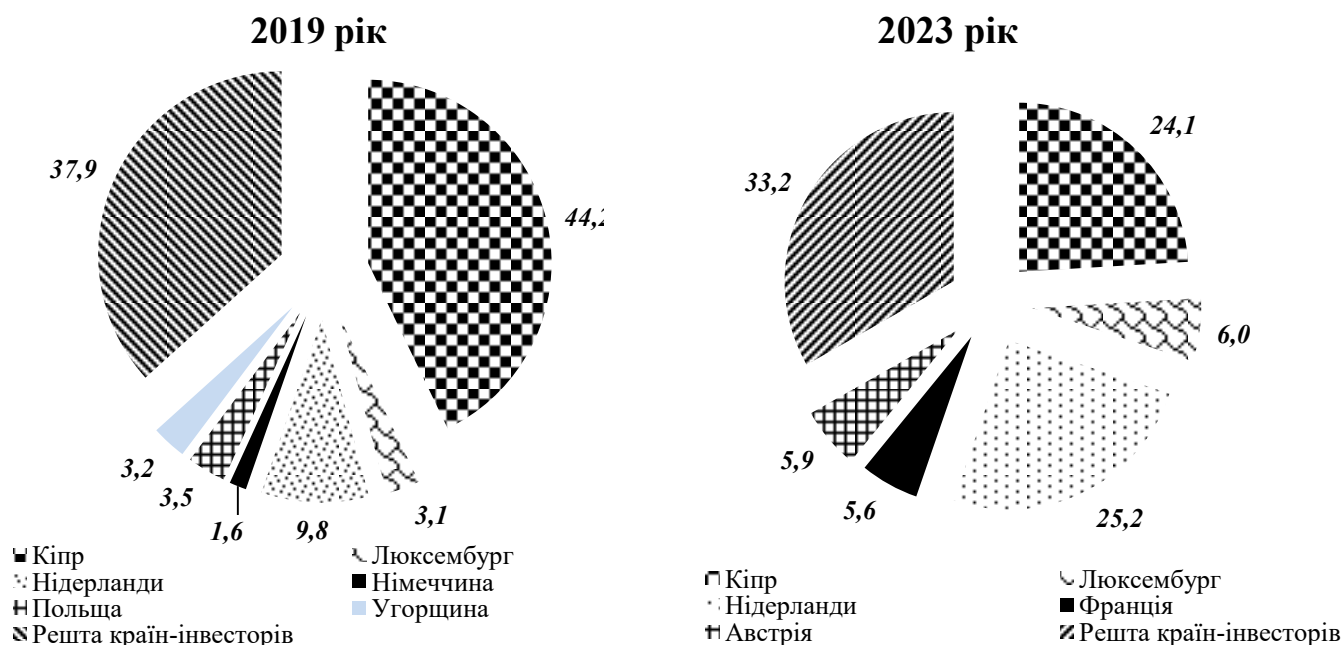 2019 рік
37,9
44,2
3,2
3,5
1,6
9,8
3,1
Кіпр
Люксембург
Нідерланди
Німеччина
Польща
Угорщина
Решта країн-інвесторів
2023 рік
24,1
33,2
6,0
5,9
5,6
25,2
Кіпр
Люксембург
Нідерланди
Франція
Австрія
Решта країн-інвесторів